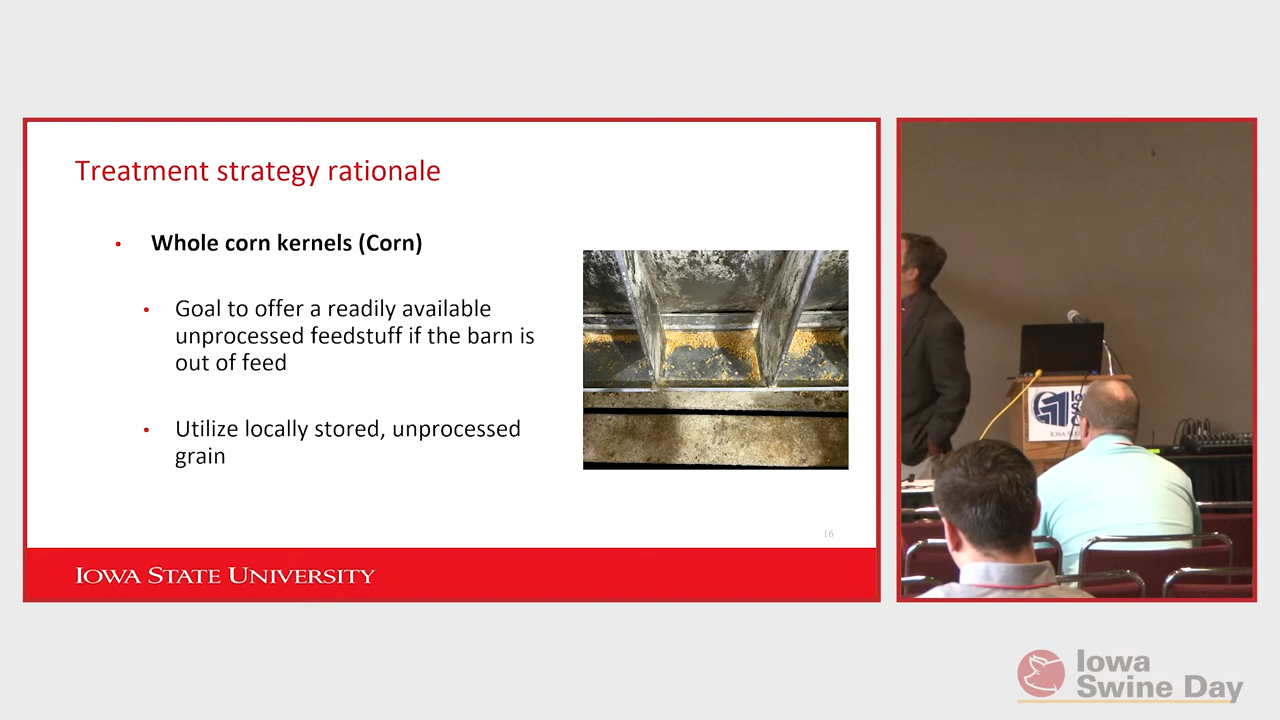 Treatment strategy rationale
• Whole corn kernels (Corn)
• Goal to offer a readily available
unprocessed feedstuff if the barn is
out of feed
• Utilize locally stored, unprocessed
grain
16
IOWA STATE UNIVERSITY
Iowa
Swine Day